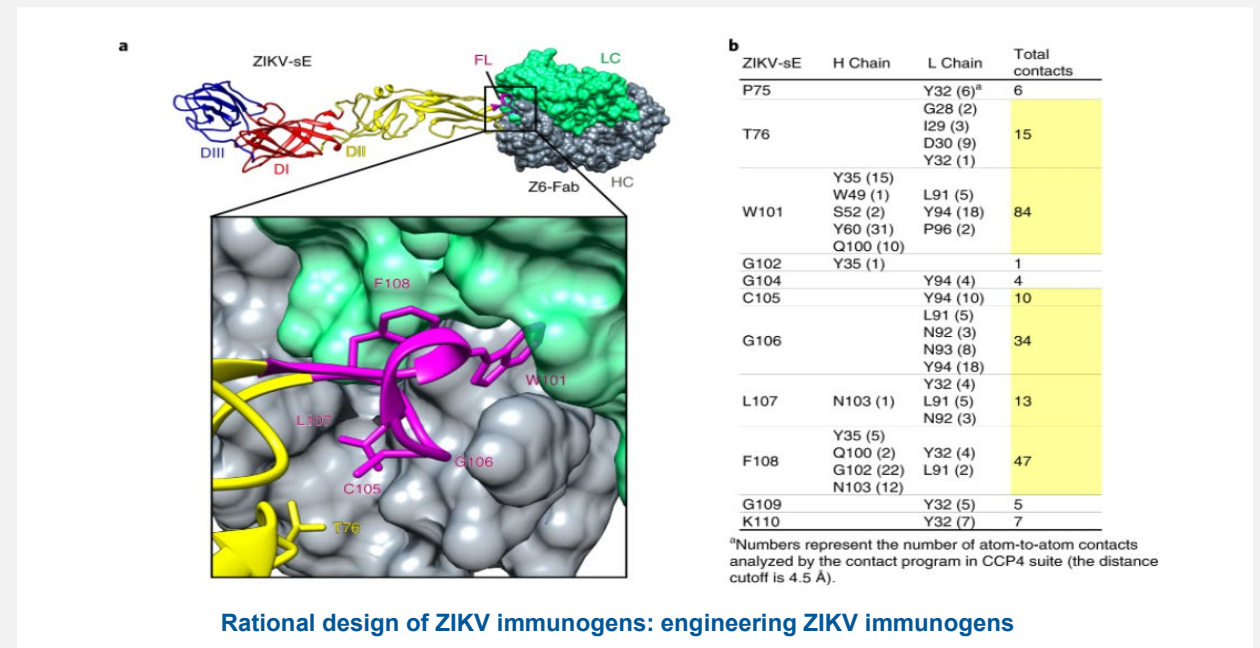 a
ZIKV-sE
FL
LC
DIII
DI
DII
Z6-Fab
HC
F108
W101
L107
G106
C105
T76
b
ZIKV-sE H Chain L Chain Total contacts
P75 Y32 (6)a 6
G28 (2)
I29 (3)
T76 D30 (9) 15
Y32 (1)
Y35 (15)
W49 (1) L91 (5)
W101 S52 (2) Y94 (18) 84
Y60 (31) P96 (2)
Q100 (10)
G102 Y35 (1) 1
G104 Y94 (4) 4
C105 Y94 (10) 10
L91 (5)
G106 N92 (3) 34
N93 (8)
Y94 (18)
Y32 (4)
L107 N103 (1) L91 (5) 13
N92 (3)
Y35 (5)
F108 Q100 (2) Y32 (4) 47
G102 (22) L91 (2)
N103 (12)
G109 Y32 (5) 5
K110 Y32 (7) 7
aNumbers represent the number of atom-to-atom contacts
analyzed by the contact program in CCP4 suite (the distance
cutoff is 4.5 Å).
Rational design of ZIKV immunogens: engineering ZIKV immunogens